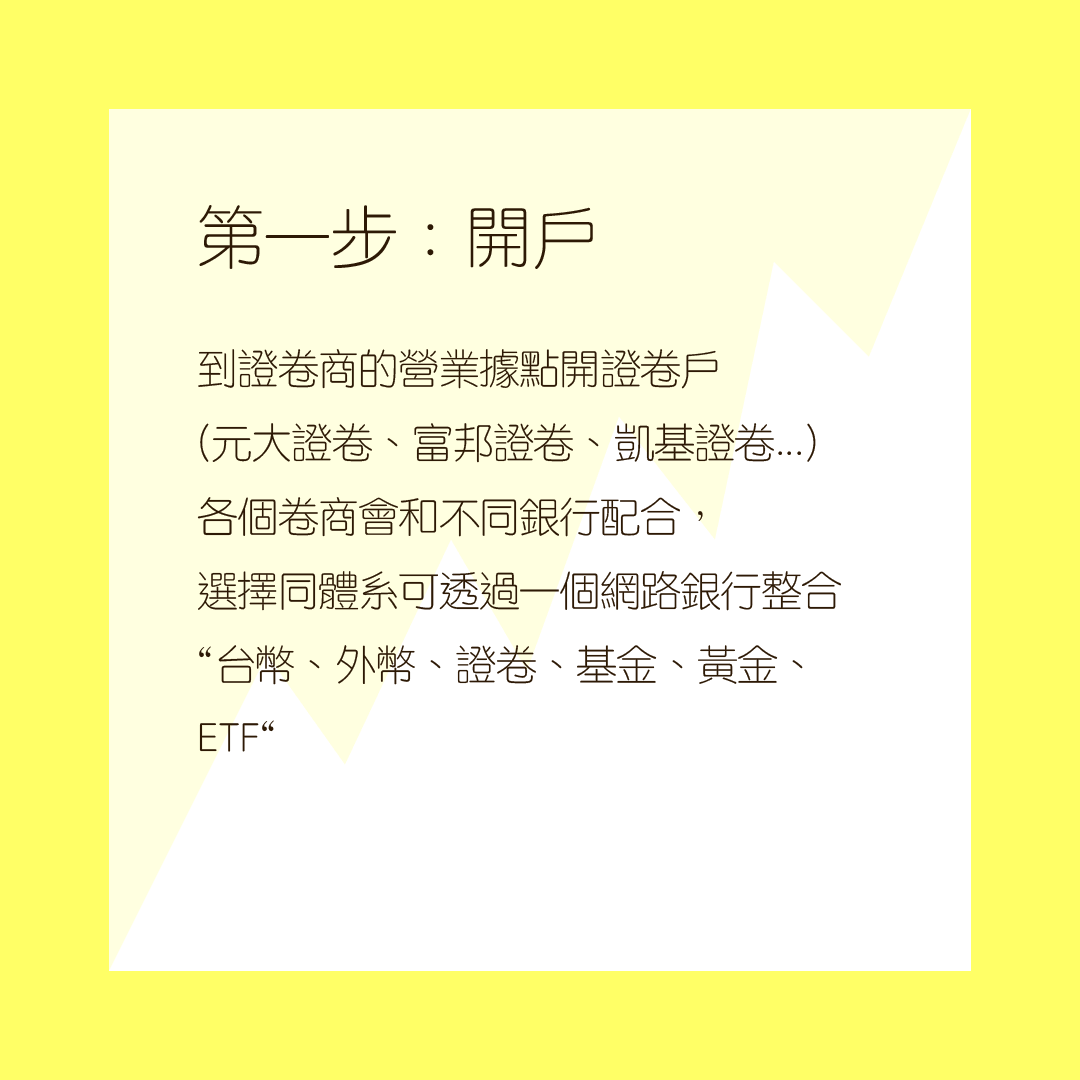 第一步：開戶
到證卷商的營業據點開證卷戶
(元大證卷、富邦證卷、凱基證卷...)
各個卷商會和不同銀行配合，
選擇同體系可透過一個網路銀行整合
“台幣、外幣、證卷、基金、黃金、
ETF“